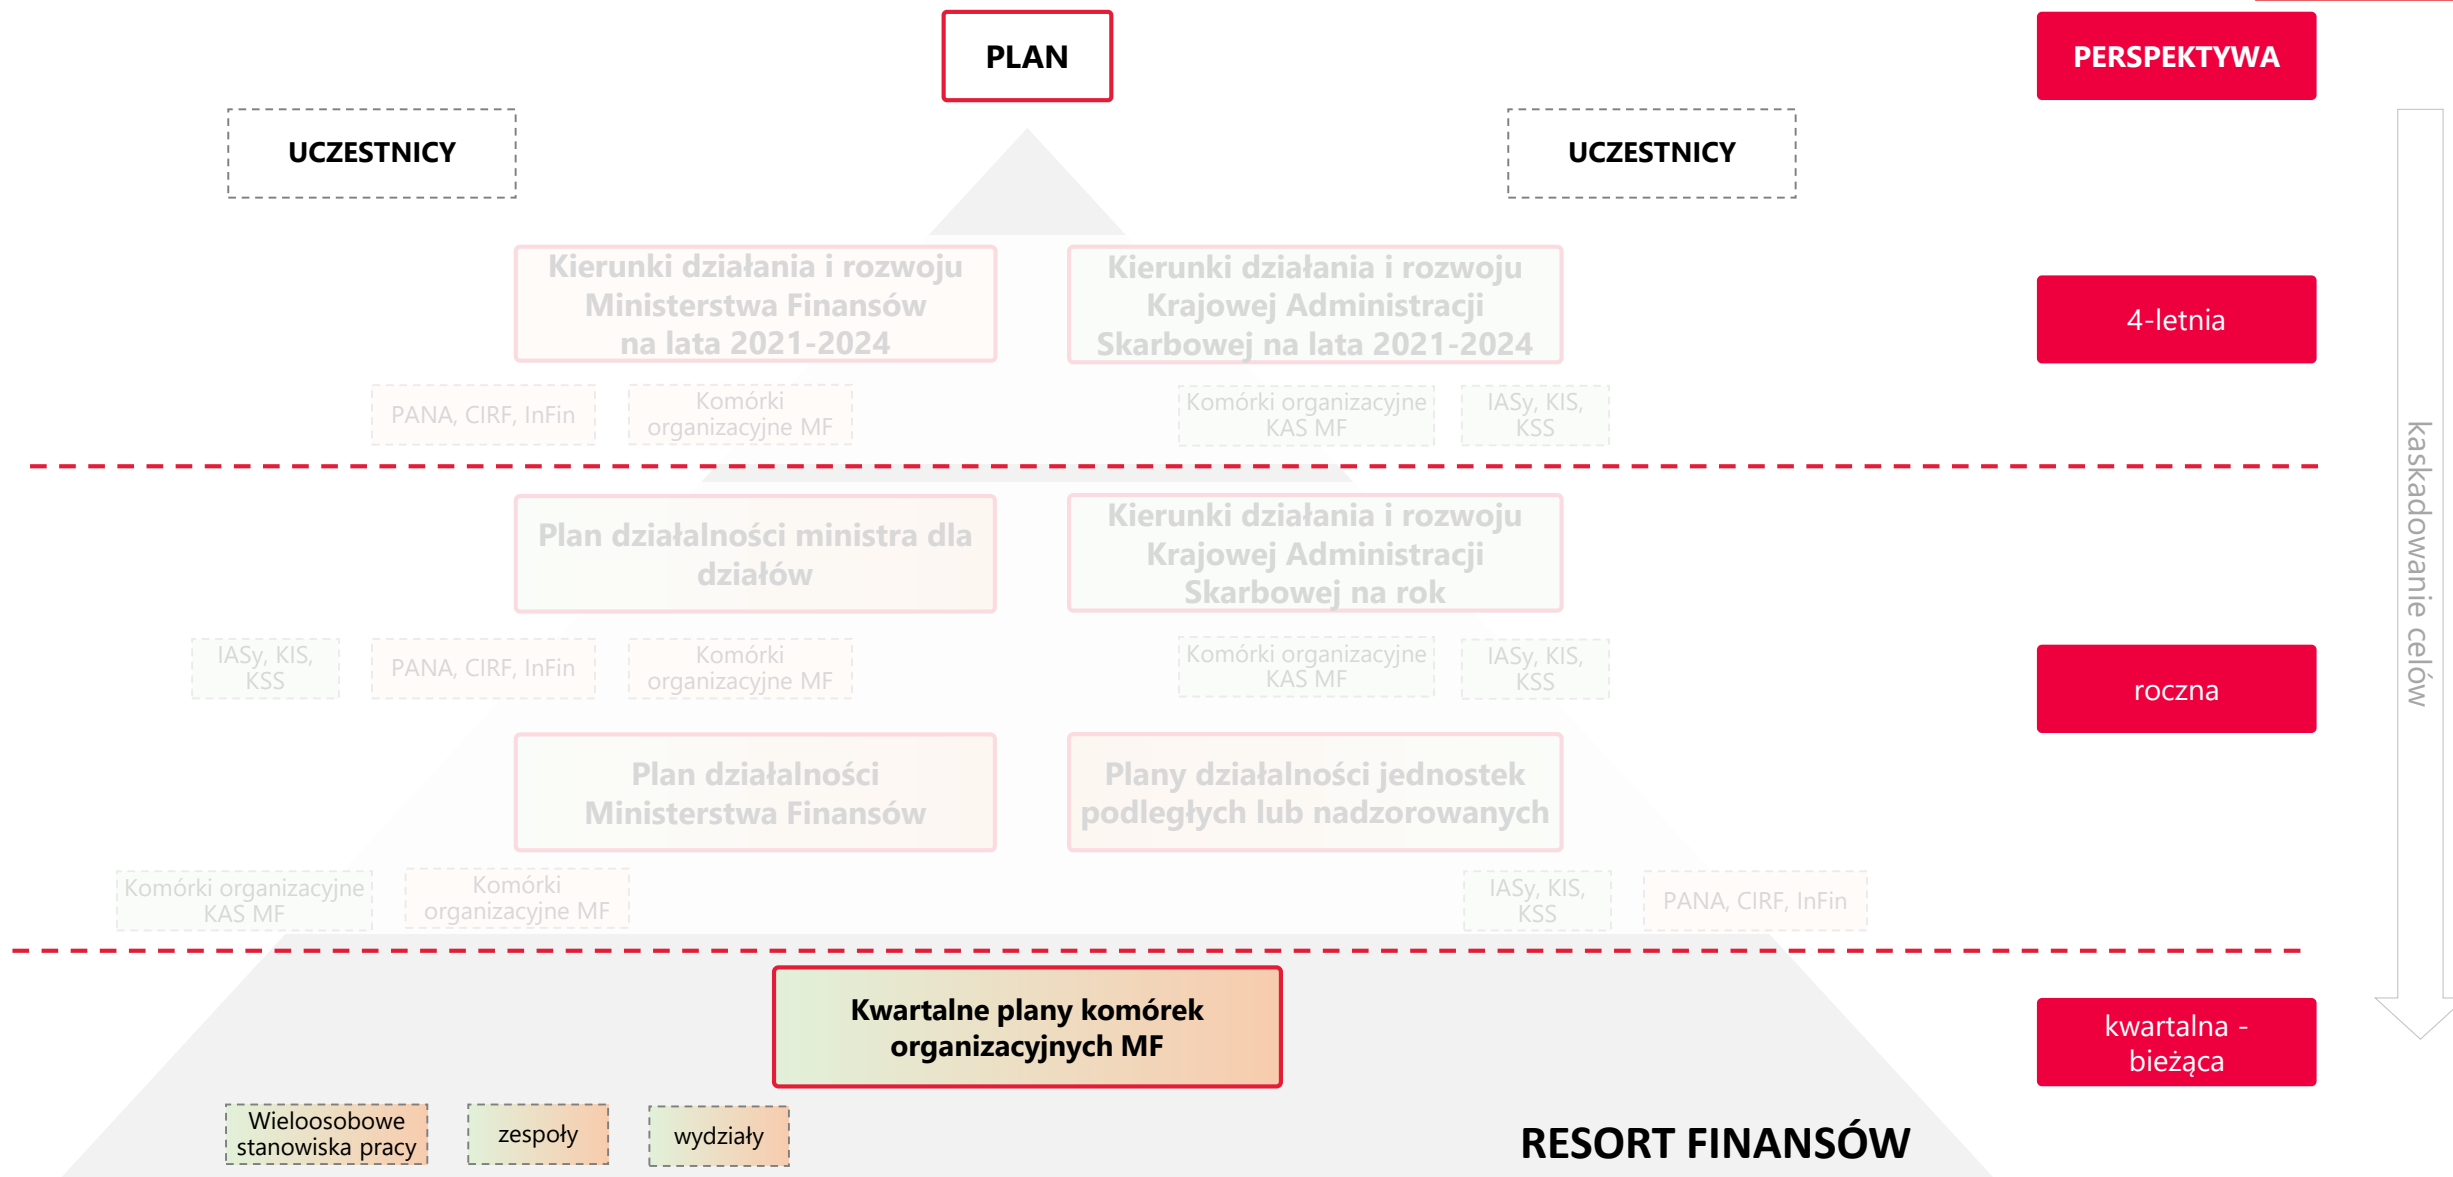 PLAN
PERSPEKTYWA
UCZESTNICY
UCZESTNICY
Kierunki działania i rozwoju
Ministerstwa Finansów
na lata 2021-2024
Kierunki działania i rozwoju
Krajowej Administracji
Skarbowej na lata 2021-2024
4-letnia
PANA, CIRF, InFin
Komórki
organizacyjne MF
Komórki organizacyjne
KAS MF
IASy, KIS,
KSS
kaskadowanie celów
Plan działalności ministra dla
działów
Kierunki działania i rozwoju
Krajowej Administracji
Skarbowej na rok
IASy, KIS,
KSS
PANA, CIRF, InFin
Komórki
organizacyjne MF
Komórki organizacyjne
KAS MF
IASy, KIS,
KSS
roczna
Plan działalności
Ministerstwa Finansów
Plany działalności jednostek
podległych lub nadzorowanych
Komórki organizacyjne
KAS MF
Komórki
organizacyjne MF
IASy, KIS,
KSS
PANA, CIRF, InFin
Kwartalne plany komórek
organizacyjnych MF
kwartalna -
bieżąca
Wieloosobowe
stanowiska pracy
zespoły
wydziały
RESORT FINANSÓW